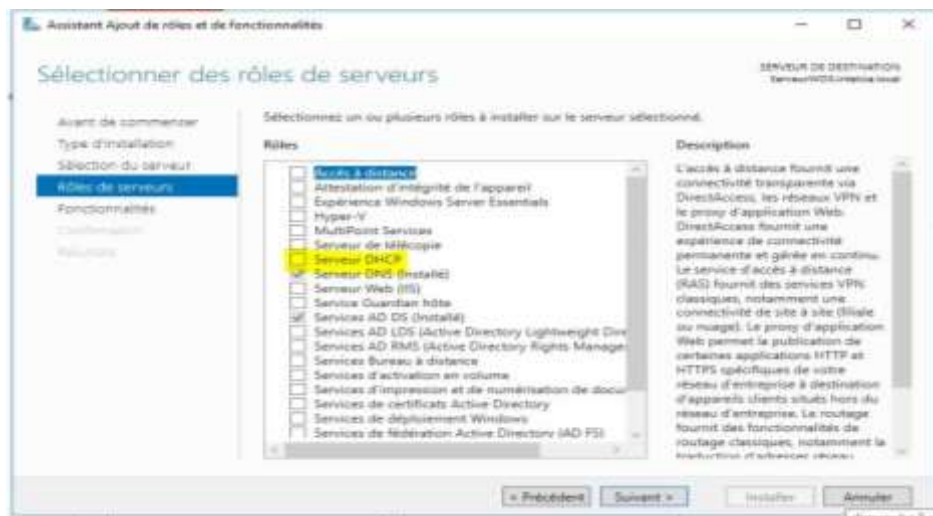 Assistant Ajout de rôles et de fonctionnalités
Sélectionner des rôles de serveurs
SERVEUR DE DESTINATION
Avant de commencer
Type d'installation
Sélection du serveur
Rôles de serveurs
Fonctionnalités
Confirmation
Résultats
Sélectionnez un ou plusieurs rôles à installer sur le serveur sélectionné.
Rôles
Accès à distance
Attestation d'intégrité de l'appareil
Expérience Windows Server Essentials
Hyper-V
MultiPoint Services
Serveur de télécopie
Serveur DHCP
Serveur DNS (Installé)
Serveur Web (IIS)
Service Guardian hôte
Services AD DS (Installé)
Services AD LDS (Active Directory Lightweight Dire
Services AD RMS (Active Directory Rights Manage
Services Bureau à distance
Services d'activation en volume
Services d'impression et de numérisation de docu
Services de certificats Active Directory
Services de déploiement Windows
Services de fédération Active Directory (AD FS)
Description
L'accès à distance fournit une
connectivité transparente via
DirectAccess, les réseaux VPN et
le proxy d'application Web.
DirectAccess fournit une
expérience de connectivité
permanente et gérée en continu.
Le service d'accès à distance
(RAS) fournit des services VPN
classiques, notamment une
connectivité de site à site (filiale
ou nuage). Le proxy d'application
Web permet la publication de
certaines applications HTTP et
HTTPS spécifiques de votre
réseau d'entreprise à destination
d'appareils clients situés hors du
réseau d'entreprise. Le routage
fournit des fonctionnalités de
routage classiques, notamment la
traduction d'adresses réseau
< Précédent
Suivant >
Installer
Annuler